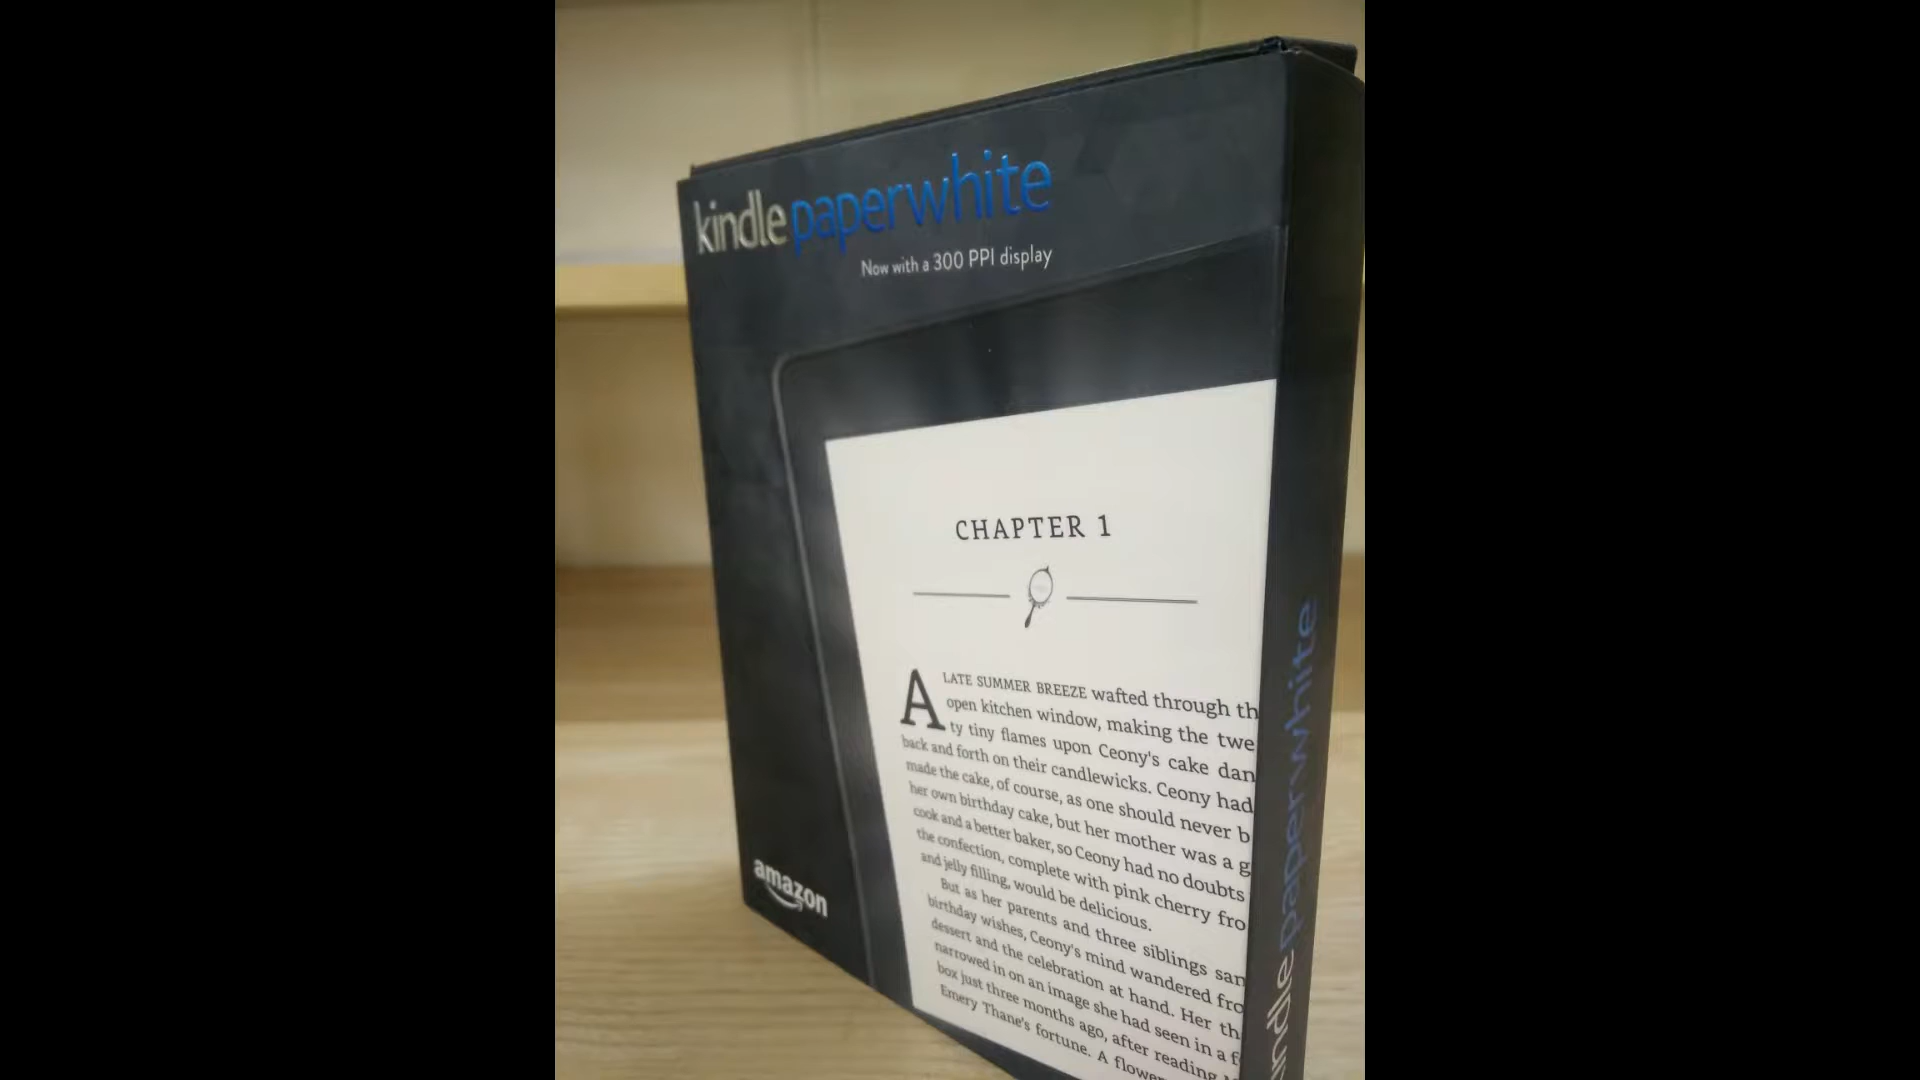 kindle paperwhite
Now with a 300 PPI display
CHAPTER 1
A LATE SUMMER BREEZE wafted through th
open kitchen window, making the twe
ty tiny flames upon Ceony's cake dan
back and forth on their candlewicks. Ceony had
made the cake, of course, as one should never b
her own birthday cake, but her mother was a g
cook and a better baker, so Ceony had no doubts
the confection, complete with pink cherry fro
and jelly filling, would be delicious.
But as her parents and three siblings san
birthday wishes, Ceony's mind wandered fro
dessert and the celebration at hand. Her th
narrowed in on an image she had seen in a f
box just three months ago, after reading
Emery Thane's fortune. A flower
amazon
kindle paperwhite